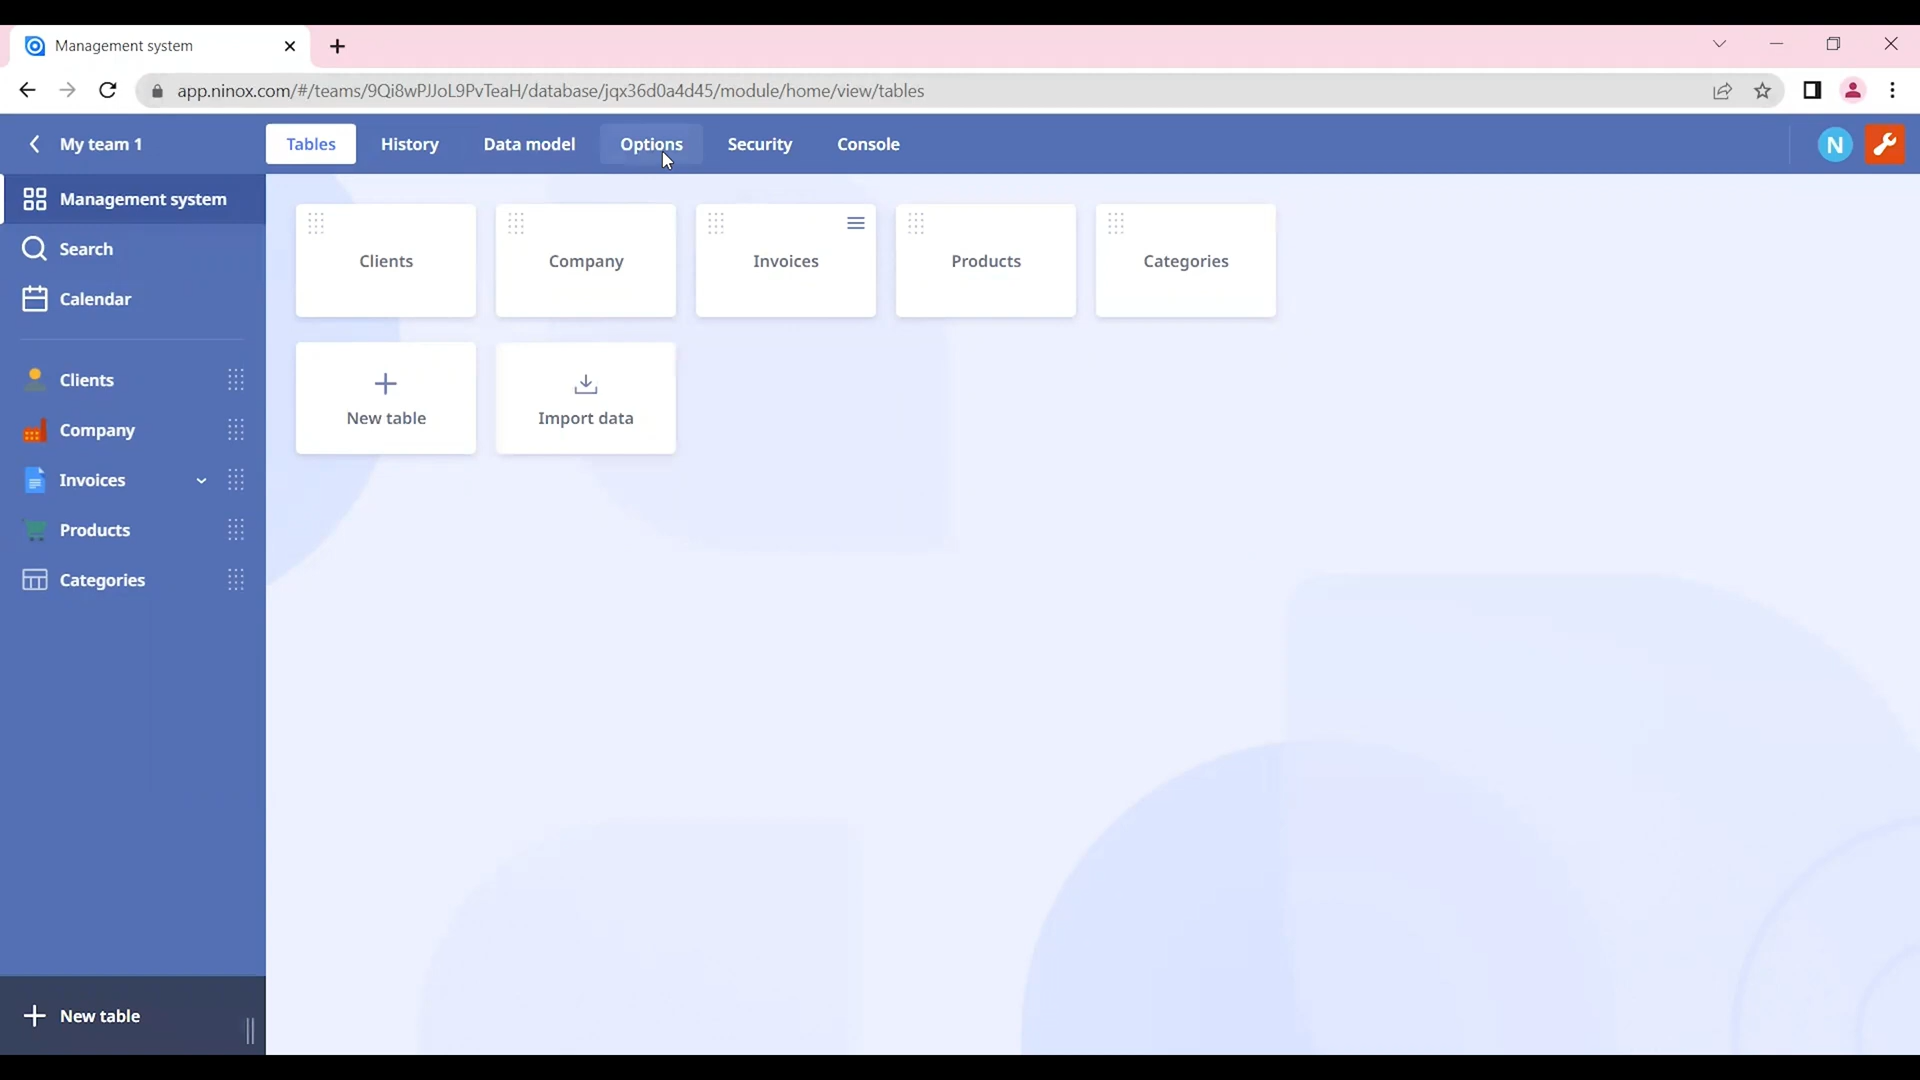 Management system
app.ninox.com/#/teams/9Qi8wPJJoL9PvTeaH/database/jqx36d0a4d45/module/home/view/tables
My team 1
Tables
History
Data model
Options
Security
Console
N
Management system
Search
Calendar
Clients
Company
Invoices
Products
Categories
New table
Clients
Company
Invoices
Products
Categories
New table
Import data